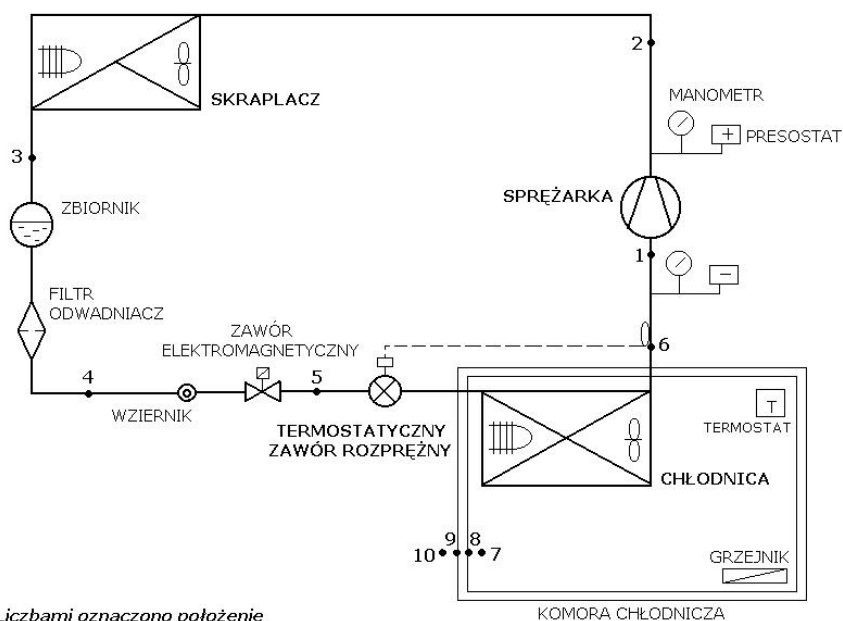 2
SKRAPLACZ
MANOMETR
+
PRESOSTAT
3
SPRĘŻARKA
ZBIORNIK
1
−
FILTR
ODWADNIACZ
ZAWÓR
ELEKTROMAGNETYCZNY
6
4
5
WZIERNIK
TERMOSTATYCZNY
ZAWÓR ROZPRĘŻNY
T
TERMOSTAT
CHŁODNICA
10 9 8 7
GRZEJNIK
KOMORA CHŁODNICZA
Liczbami oznaczono położenie